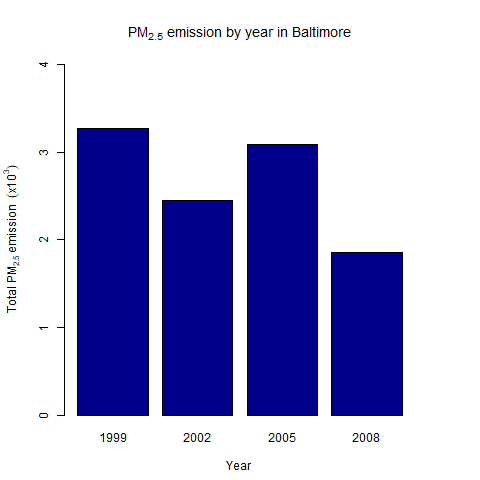 PM2.5 emission by year in Baltimore
Total PM2.5 emission (x10^3)
4
3
2
1
0
1999 2002 2005 2008
Year